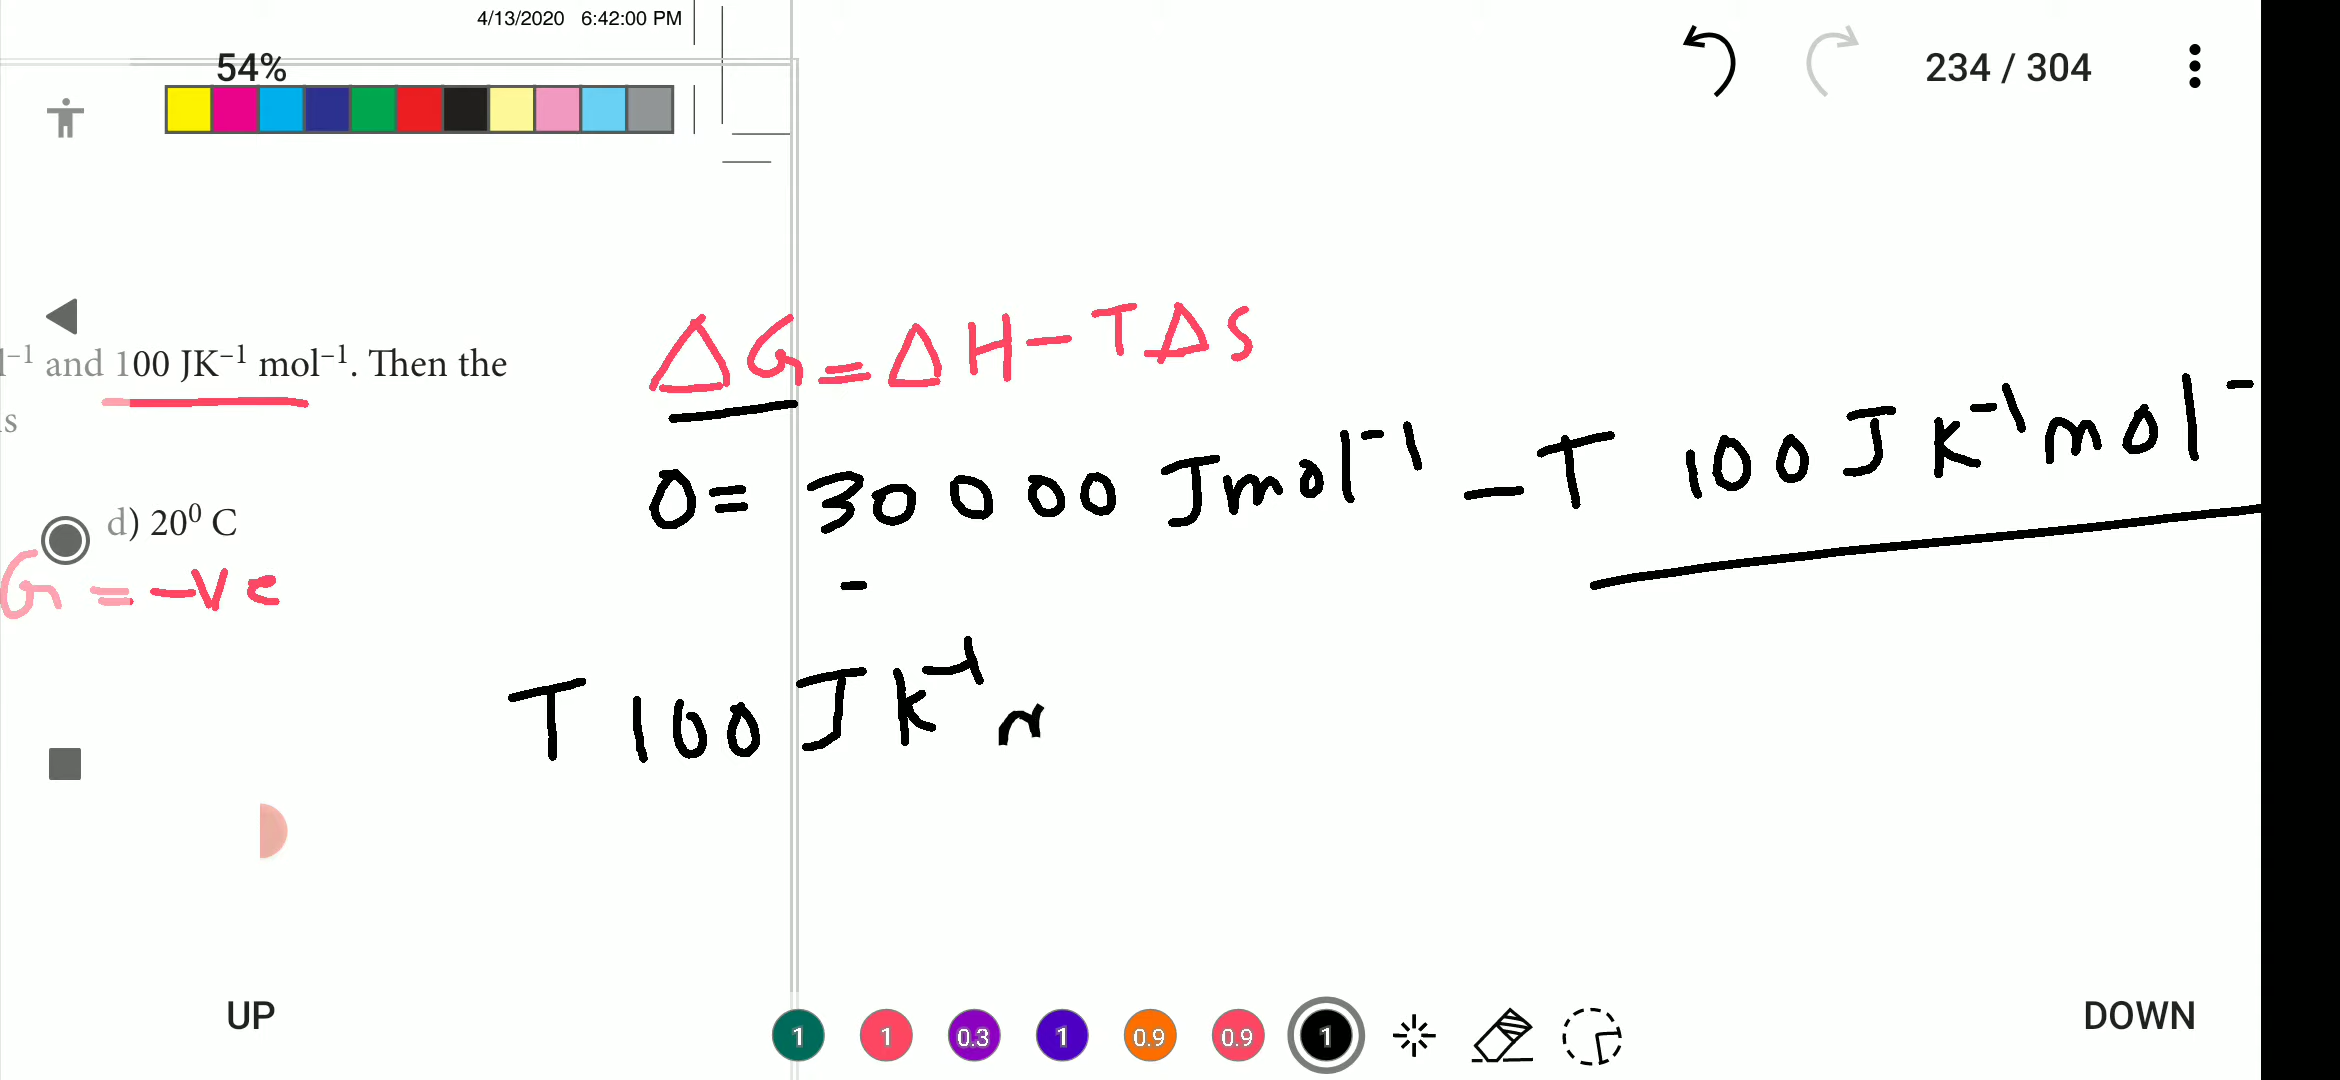 4/13/2020 6:42:00 PM
54%
234 / 304
⁻¹ and 100 JK⁻¹ mol⁻¹. Then the
s
d) 20⁰ C
G = -ve
ΔG = ΔH - TΔS
0 = 30000 Jmol⁻¹ - T 100 J K⁻¹ mol⁻
-
T 100 J K⁻¹
UP
1 1 0.3 1 0.9 0.9 1
DOWN